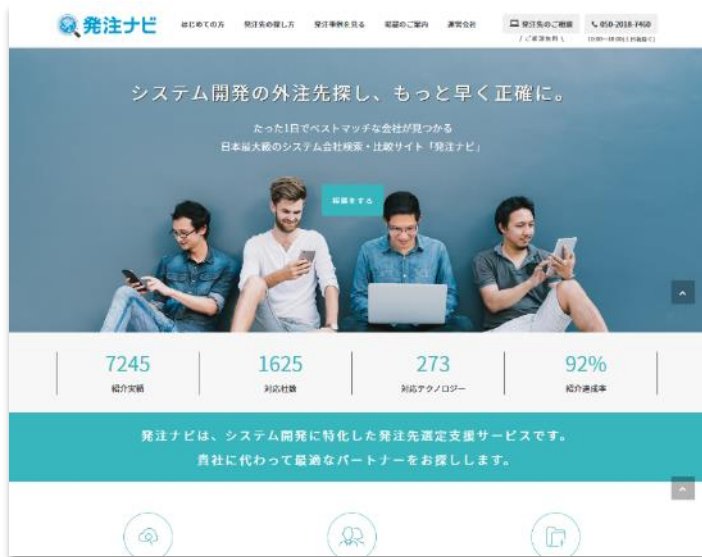 発注ナビ
はじめての方 発注先の探し方 発注事例を見る 掲載のご案内 運営会社
発注先のご相談
050-2018-7460
システム開発の外注先探し、もっと早く正確に。
たった1日でベストマッチな会社が見つかる
日本最大級のシステム会社検索・比較サイト「発注ナビ」
7245 1625 273 92%
紹介実績 対応社数 対応テクノロジー 紹介達成率
発注ナビは、システム開発に特化した発注先選定支援サービスです。
貴社に代わって最適なパートナーをお探しします。